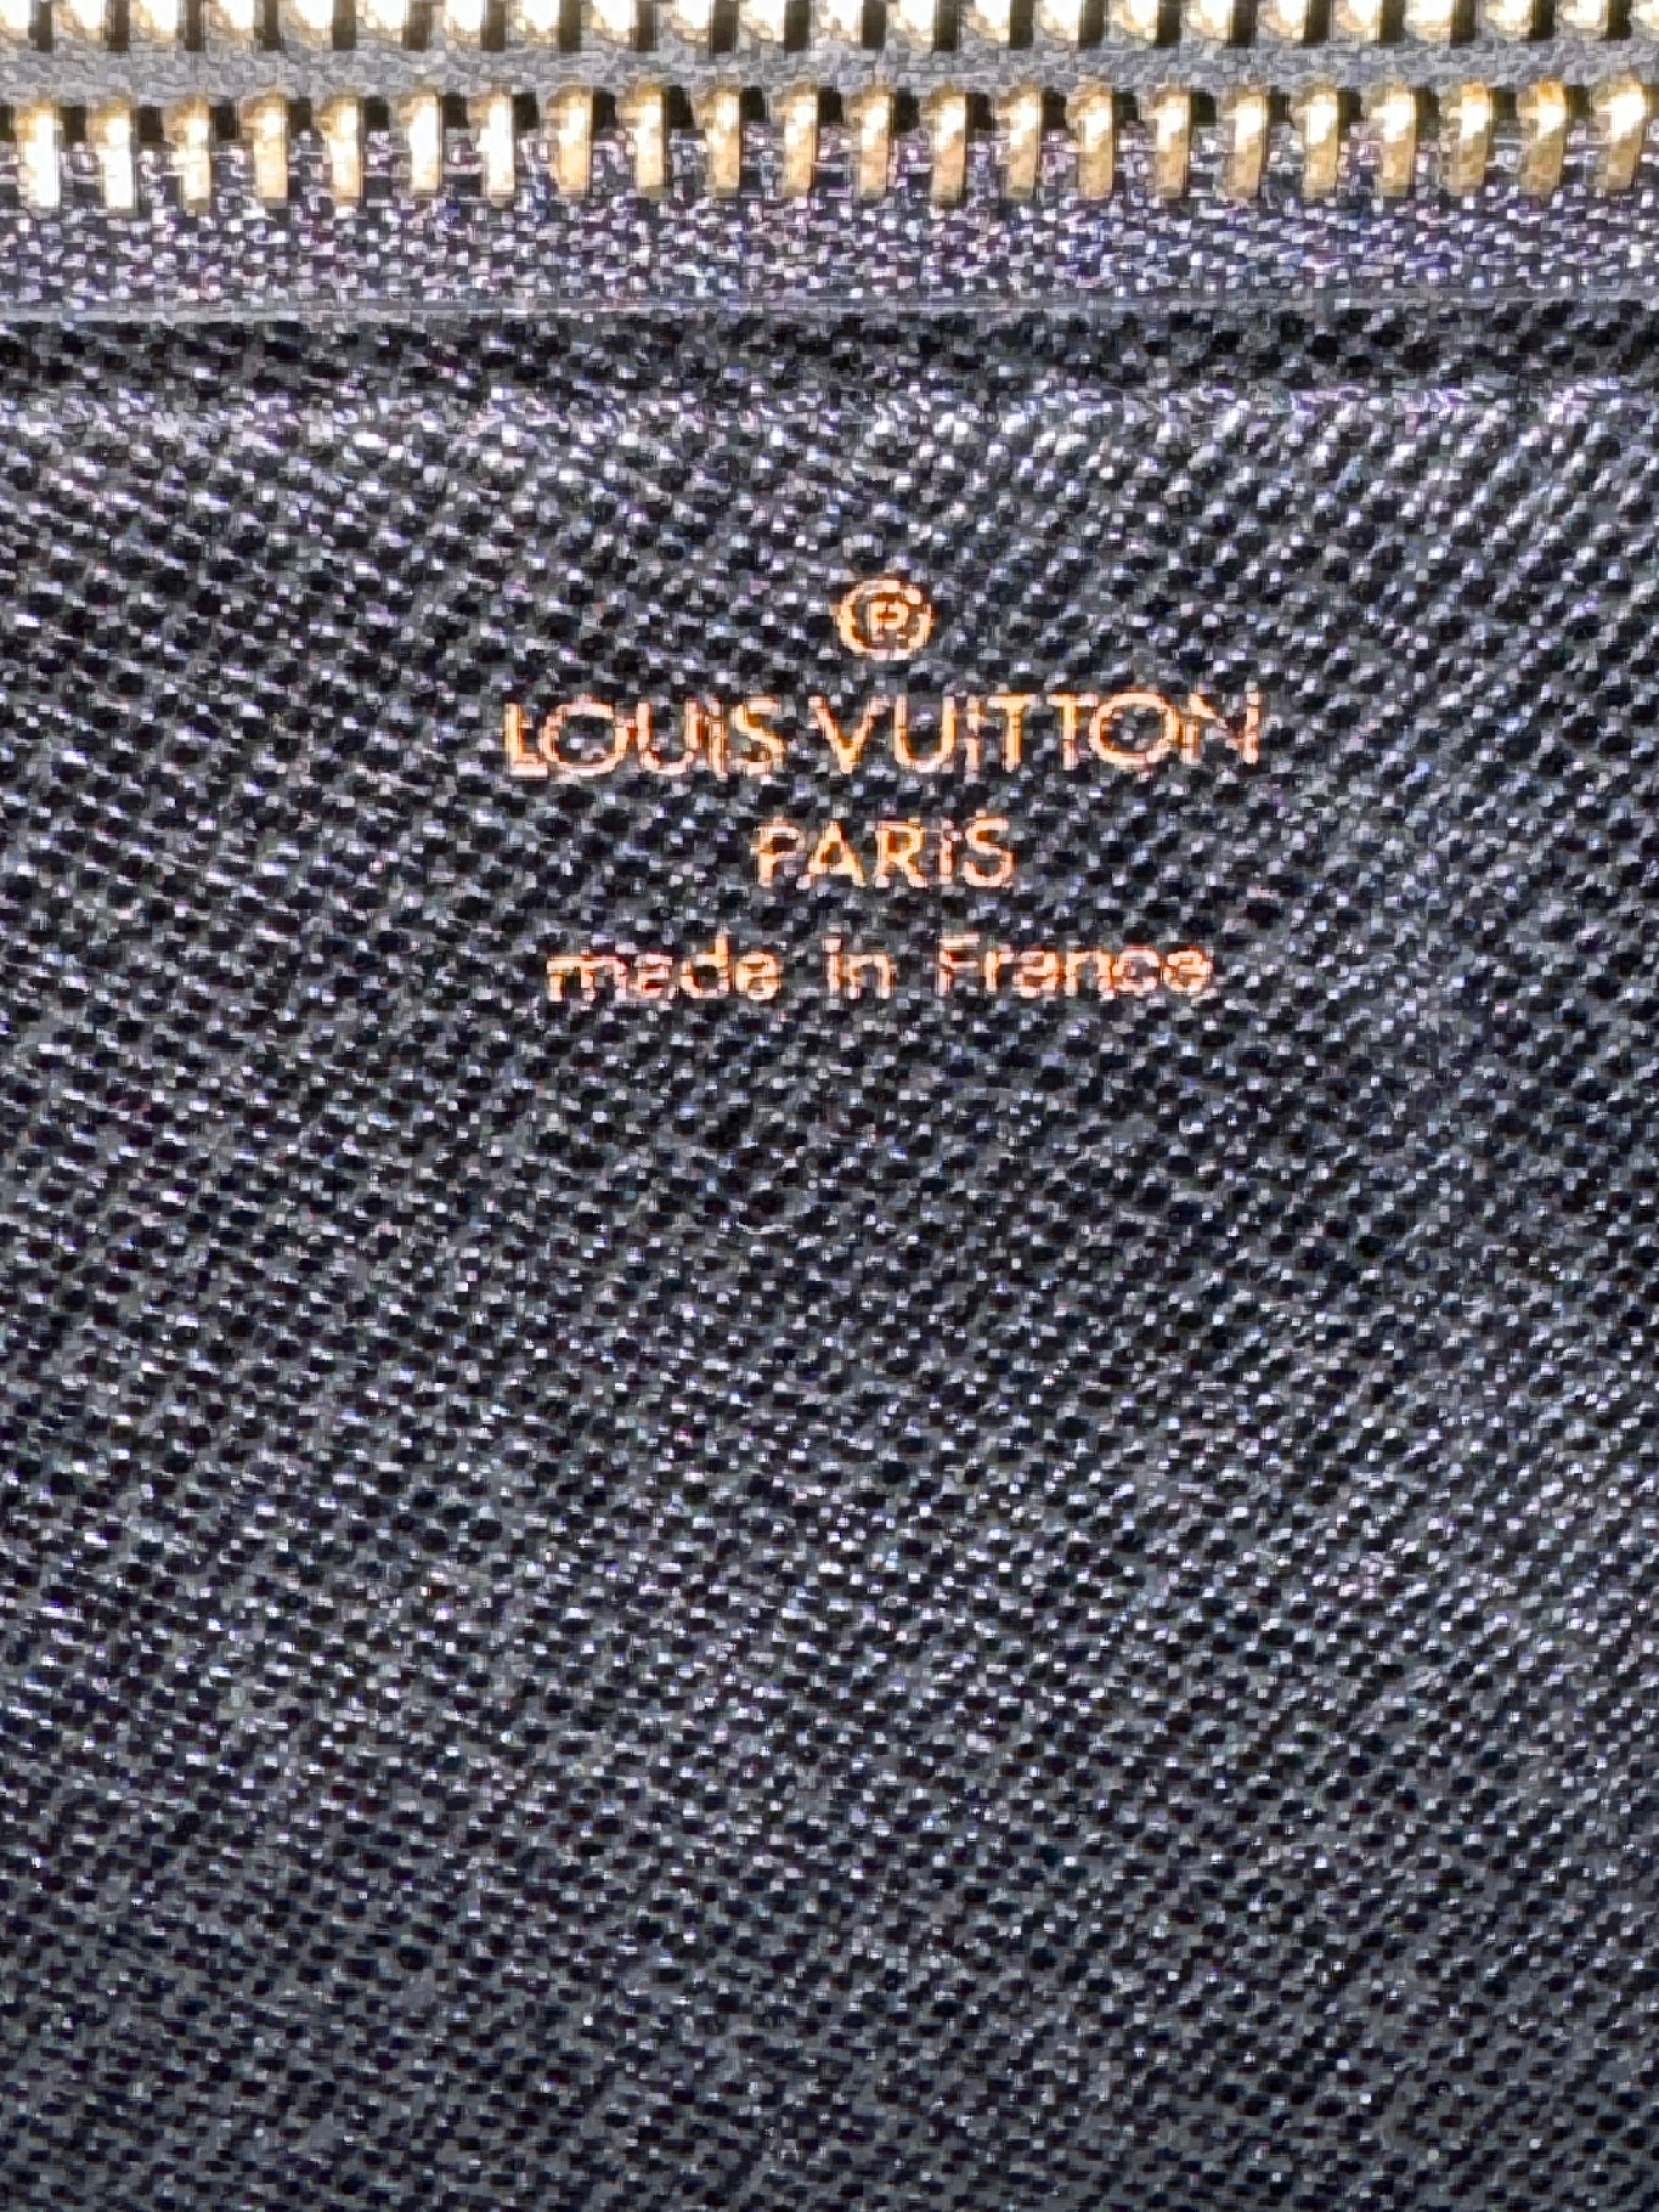 ®
LOUIS VUITTON
PARIS
made in France